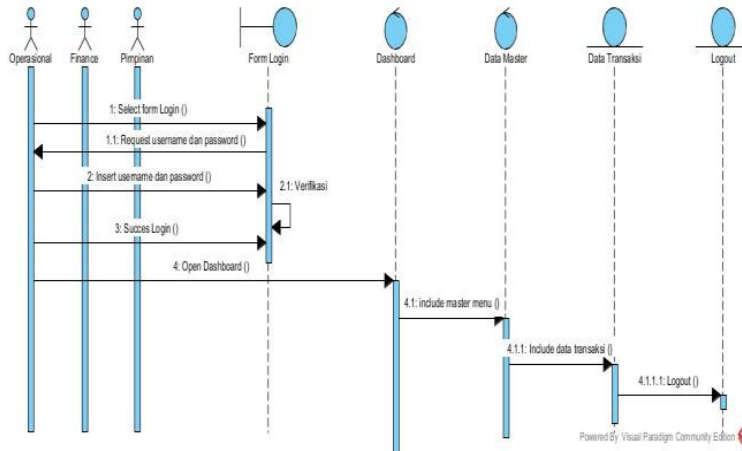 Operasional
Finance
Pimpinan
Form Login
Dashboard
Data Master
Data Transaksi
Logout
1: Select form Login ()
1.1: Request username dan password ()
2: Insert username dan password ()
2.1: Verifikasi
3: Succes Login ()
4: Open Dashboard ()
4.1: include master menu ()
4.1.1: Include data transaksi ()
4.1.1.1: Logout ()
Powered By Visual Paradigm Community Edition